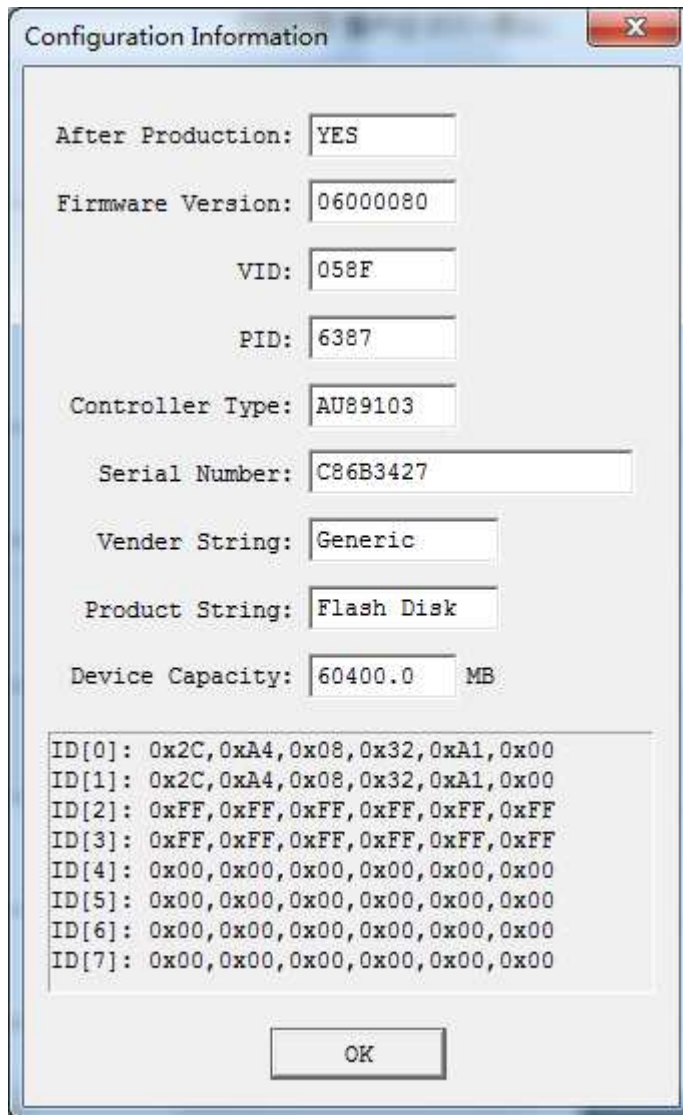 Configuration Information
After Production: YES
Firmware Version: 06000080
VID: 058F
PID: 6387
Controller Type: AU89103
Serial Number: C86B3427
Vender String: Generic
Product String: Flash Disk
Device Capacity: 60400.0 MB
ID[0]: 0x2C,0xA4,0x08,0x32,0xA1,0x00
ID[1]: 0x2C,0xA4,0x08,0x32,0xA1,0x00
ID[2]: 0xFF,0xFF,0xFF,0xFF,0xFF,0xFF
ID[3]: 0xFF,0xFF,0xFF,0xFF,0xFF,0xFF
ID[4]: 0x00,0x00,0x00,0x00,0x00,0x00
ID[5]: 0x00,0x00,0x00,0x00,0x00,0x00
ID[6]: 0x00,0x00,0x00,0x00,0x00,0x00
ID[7]: 0x00,0x00,0x00,0x00,0x00,0x00
OK